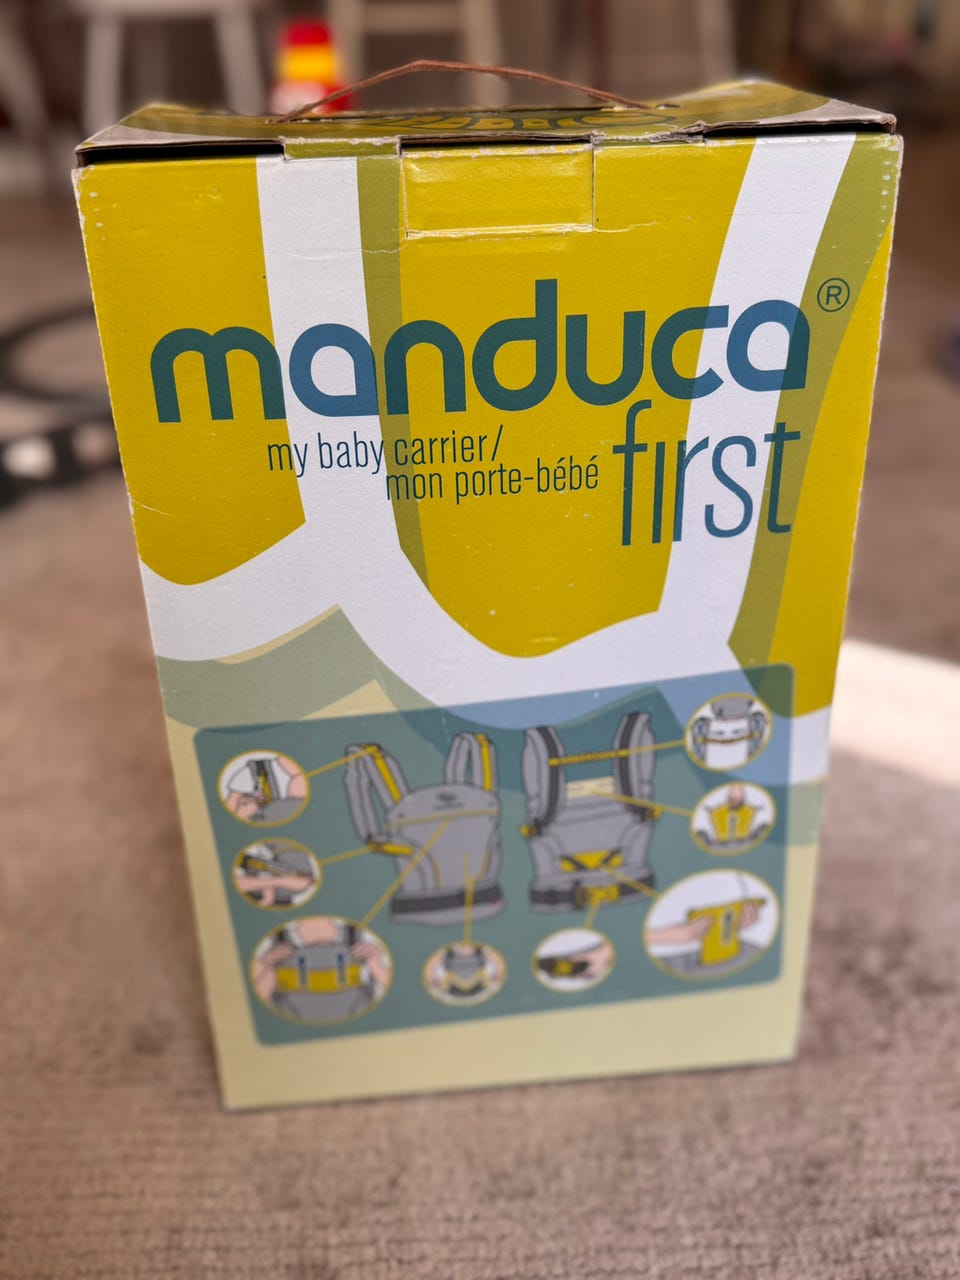 manduca®
my baby carrier/
mon porte-bébé
first